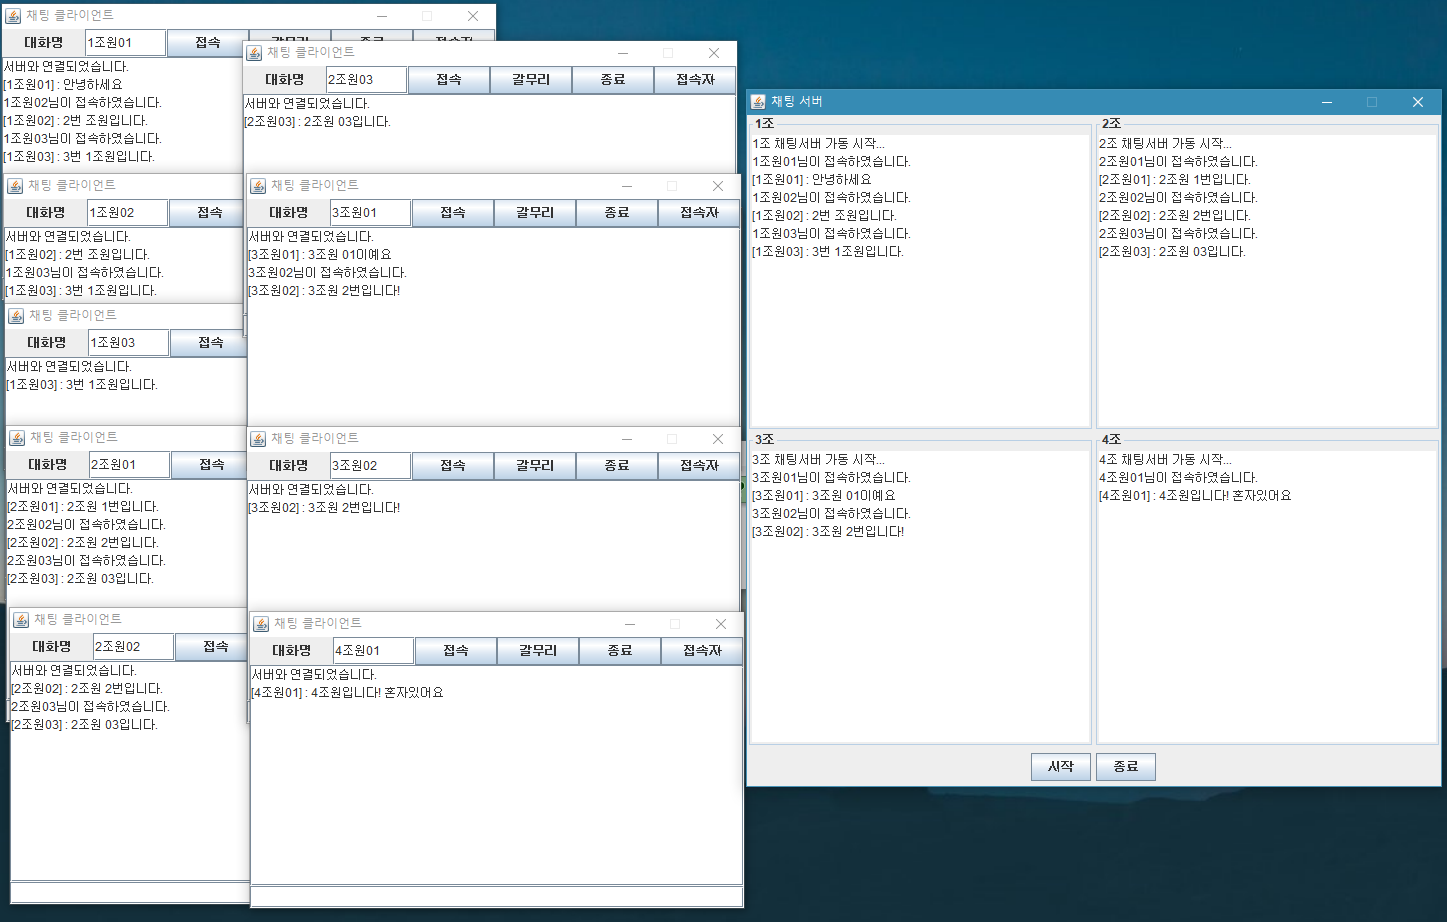 채팅 클라이언트
대화명 1조원01 접속
서버와 연결되었습니다.
[1조원01] : 안녕하세요
1조원02님이 접속하였습니다.
[1조원02] : 2번 조원입니다.
1조원03님이 접속하였습니다.
[1조원03] : 3번 1조원입니다.
채팅 클라이언트
대화명 1조원02 접속
서버와 연결되었습니다.
[1조원02] : 2번 조원입니다.
1조원03님이 접속하였습니다.
[1조원03] : 3번 1조원입니다.
채팅 클라이언트
대화명 1조원03 접속
서버와 연결되었습니다.
[1조원03] : 3번 1조원입니다.
채팅 클라이언트
대화명 2조원01 접속
서버와 연결되었습니다.
[2조원01] : 2조원 1번입니다.
2조원02님이 접속하였습니다.
[2조원02] : 2조원 2번입니다.
2조원03님이 접속하였습니다.
[2조원03] : 2조원 03입니다.
채팅 클라이언트
대화명 2조원02 접속
서버와 연결되었습니다.
[2조원02] : 2조원 2번입니다.
2조원03님이 접속하였습니다.
[2조원03] : 2조원 03입니다.
채팅 클라이언트
대화명 2조원03 접속 갈무리 종료 접속자
서버와 연결되었습니다.
[2조원03] : 2조원 03입니다.
채팅 클라이언트
대화명 3조원01 접속 갈무리 종료 접속자
서버와 연결되었습니다.
[3조원01] : 3조원 01이예요
3조원02님이 접속하였습니다.
[3조원02] : 3조원 2번입니다!
채팅 클라이언트
대화명 3조원02 접속 갈무리 종료 접속자
서버와 연결되었습니다.
[3조원02] : 3조원 2번입니다!
채팅 클라이언트
대화명 4조원01 접속 갈무리 종료 접속자
서버와 연결되었습니다.
[4조원01] : 4조원입니다! 혼자있어요
채팅 서버
1조
1조 채팅서버 가동 시작...
1조원01님이 접속하였습니다.
[1조원01] : 안녕하세요
1조원02님이 접속하였습니다.
[1조원02] : 2번 조원입니다.
1조원03님이 접속하였습니다.
[1조원03] : 3번 1조원입니다.
2조
2조 채팅서버 가동 시작...
2조원01님이 접속하였습니다.
[2조원01] : 2조원 1번입니다.
2조원02님이 접속하였습니다.
[2조원02] : 2조원 2번입니다.
2조원03님이 접속하였습니다.
[2조원03] : 2조원 03입니다.
3조
3조 채팅서버 가동 시작...
3조원01님이 접속하였습니다.
[3조원01] : 3조원 01이예요
3조원02님이 접속하였습니다.
[3조원02] : 3조원 2번입니다!
4조
4조 채팅서버 가동 시작...
4조원01님이 접속하였습니다.
[4조원01] : 4조원입니다! 혼자있어요
시작 종료